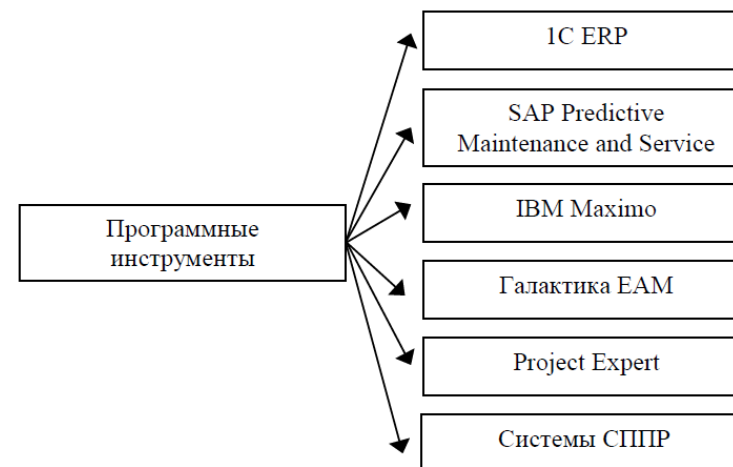 1С ERP
SAP Predictive
Maintenance and Service
Программные
инструменты
IBM Maximo
Галактика ЕАМ
Project Expert
Системы СППР